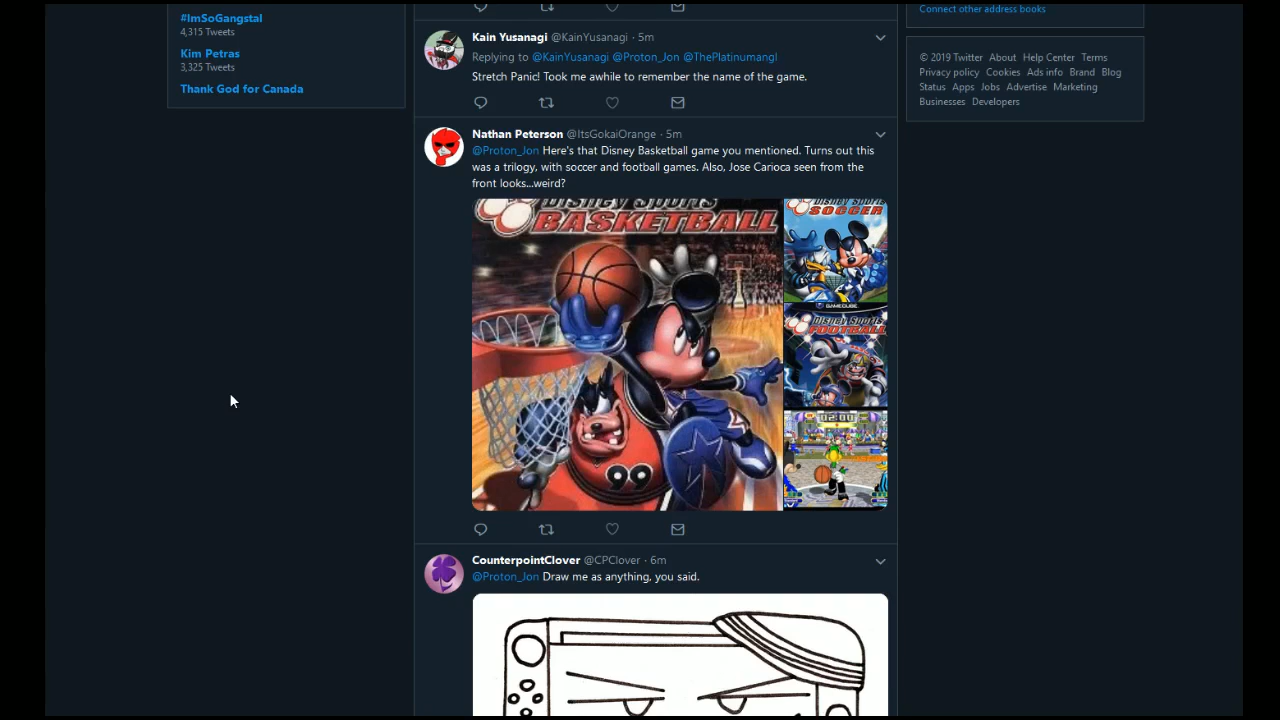 #ImSoGangstal
4,315 Tweets
Kim Petras
3,325 Tweets
Thank God for Canada
Kain Yusanagi @KainYusanagi · 5m
Replying to @KainYusanagi @Proton_Jon @ThePlatinumangl
Stretch Panic! Took me awhile to remember the name of the game.
Nathan Peterson @ItsGokaiOrange · 5m
@Proton_Jon Here's that Disney Basketball game you mentioned. Turns out this
was a trilogy, with soccer and football games. Also, Jose Carioca seen from the
front looks...weird?
Disney Sports
BASKETBALL
99
Disney Sports
SOCCER
GAMECUBE
Disney Sports
FOOTBALL
02:00
CounterpointClover @CPClover · 6m
@Proton_Jon Draw me as anything, you said.
Connect other address books
© 2019 Twitter About Help Center Terms
Privacy policy Cookies Ads info Brand Blog
Status Apps Jobs Advertise Marketing
Businesses Developers